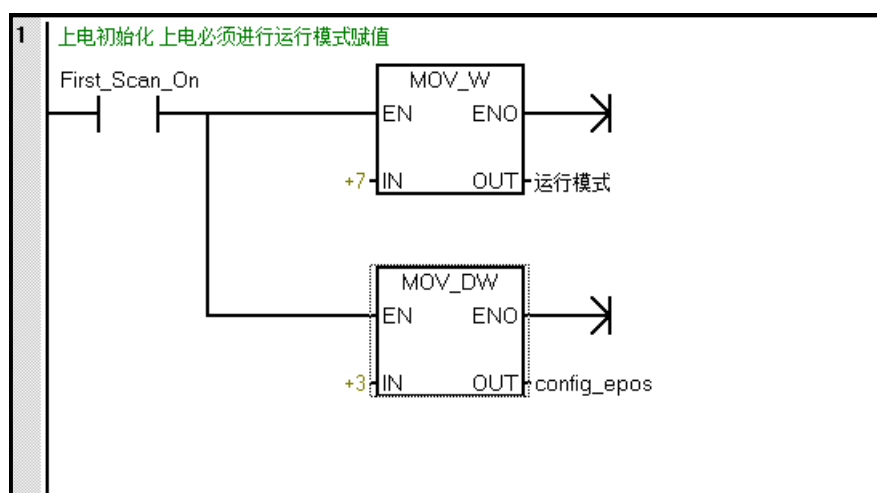 1
上电初始化 上电必须进行运行模式赋值
First_Scan_On
MOV_W
EN ENO
+7 IN OUT 运行模式
MOV_DW
EN ENO
+3 IN OUT config_epos